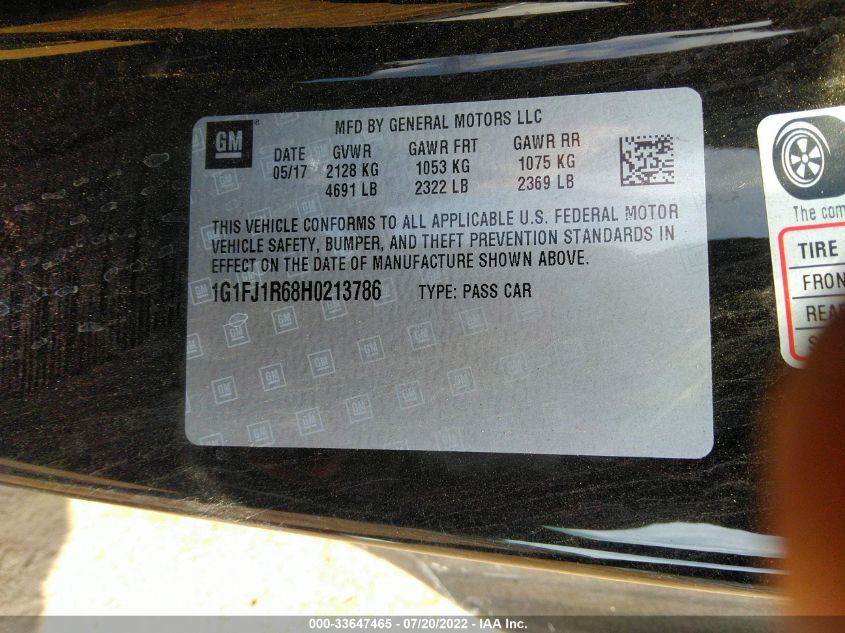 GM
MFD BY GENERAL MOTORS LLC
DATE GVWR GAWR FRT GAWR RR
05/17 2128 KG 1053 KG 1075 KG
4691 LB 2322 LB 2369 LB
THIS VEHICLE CONFORMS TO ALL APPLICABLE U.S. FEDERAL MOTOR
VEHICLE SAFETY, BUMPER, AND THEFT PREVENTION STANDARDS IN
EFFECT ON THE DATE OF MANUFACTURE SHOWN ABOVE.
1G1FJ1R68H0213786 TYPE: PASS CAR
The com
TIRE
FRON
REA
000-33647465 - 07/20/2022 - IAA Inc.